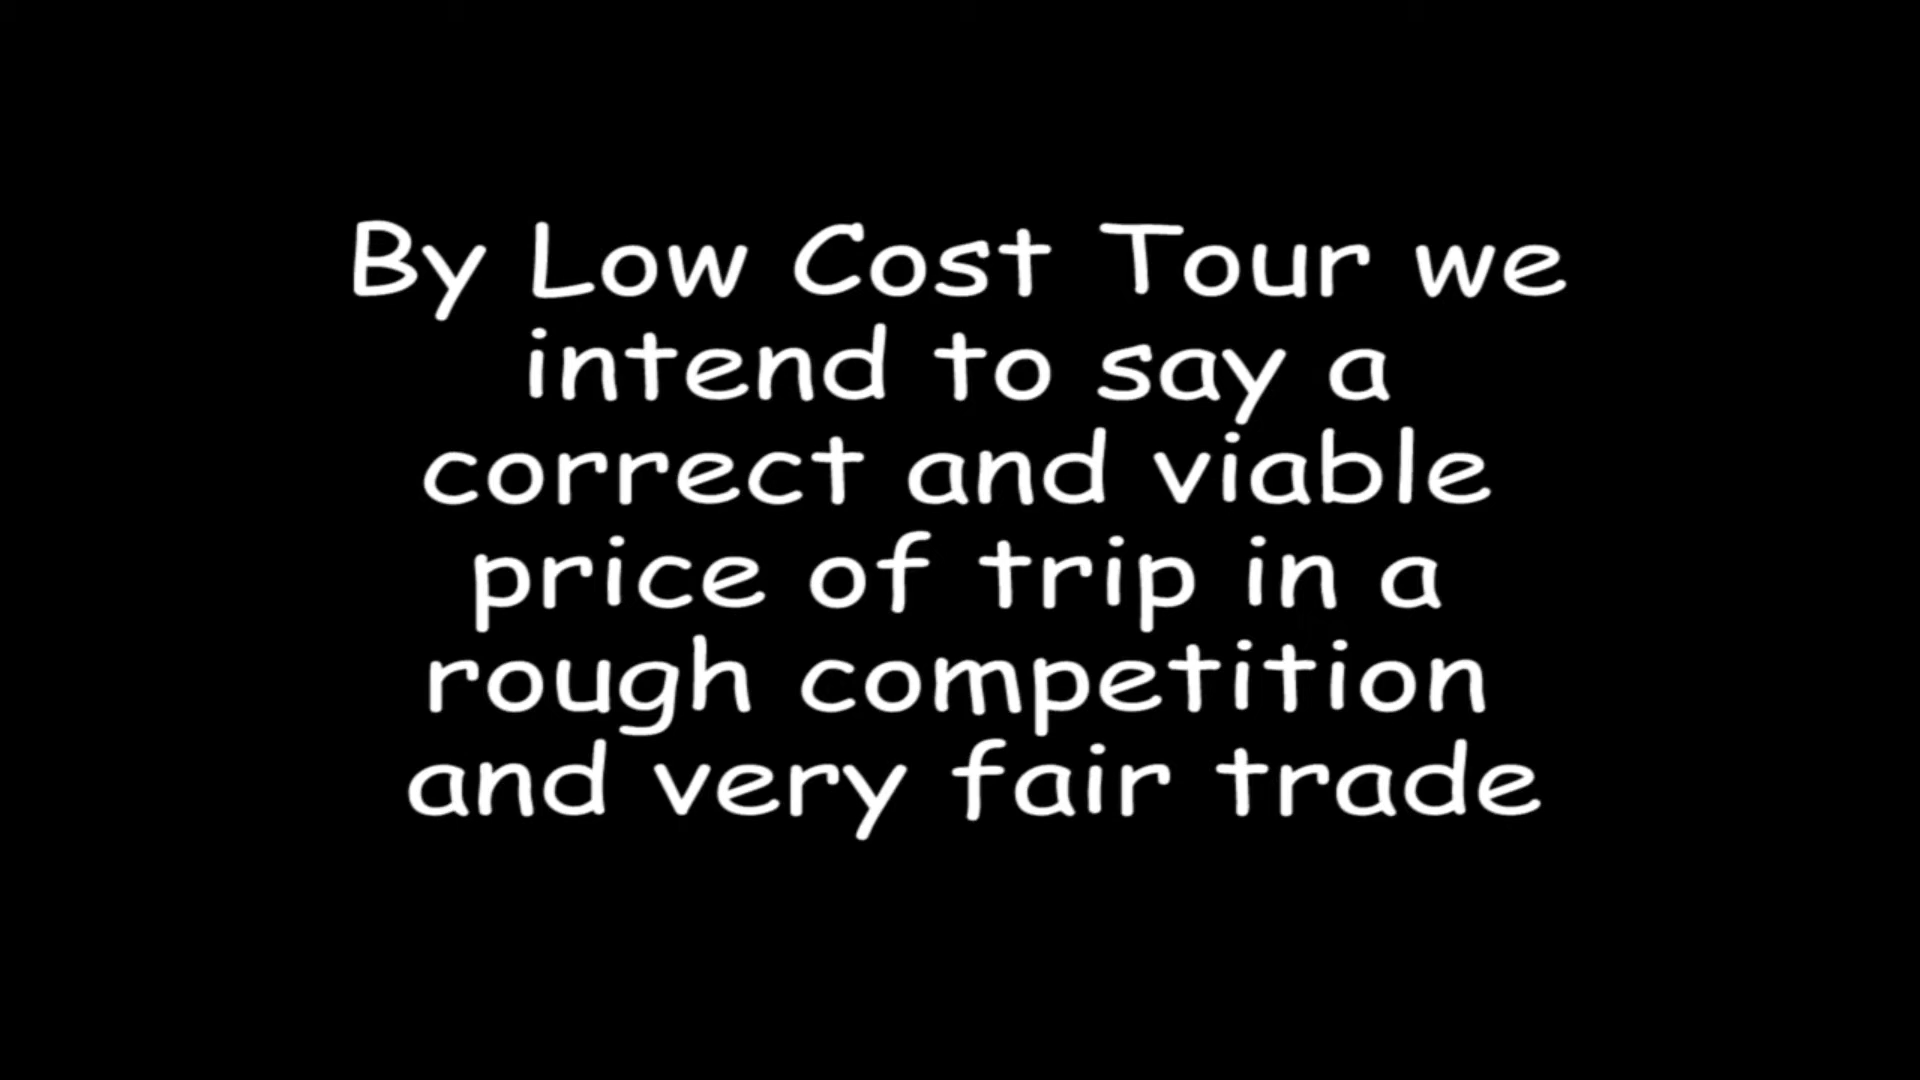 By Low Cost Tour we
intend to say a
correct and viable
price of trip in a
rough competition
and very fair trade